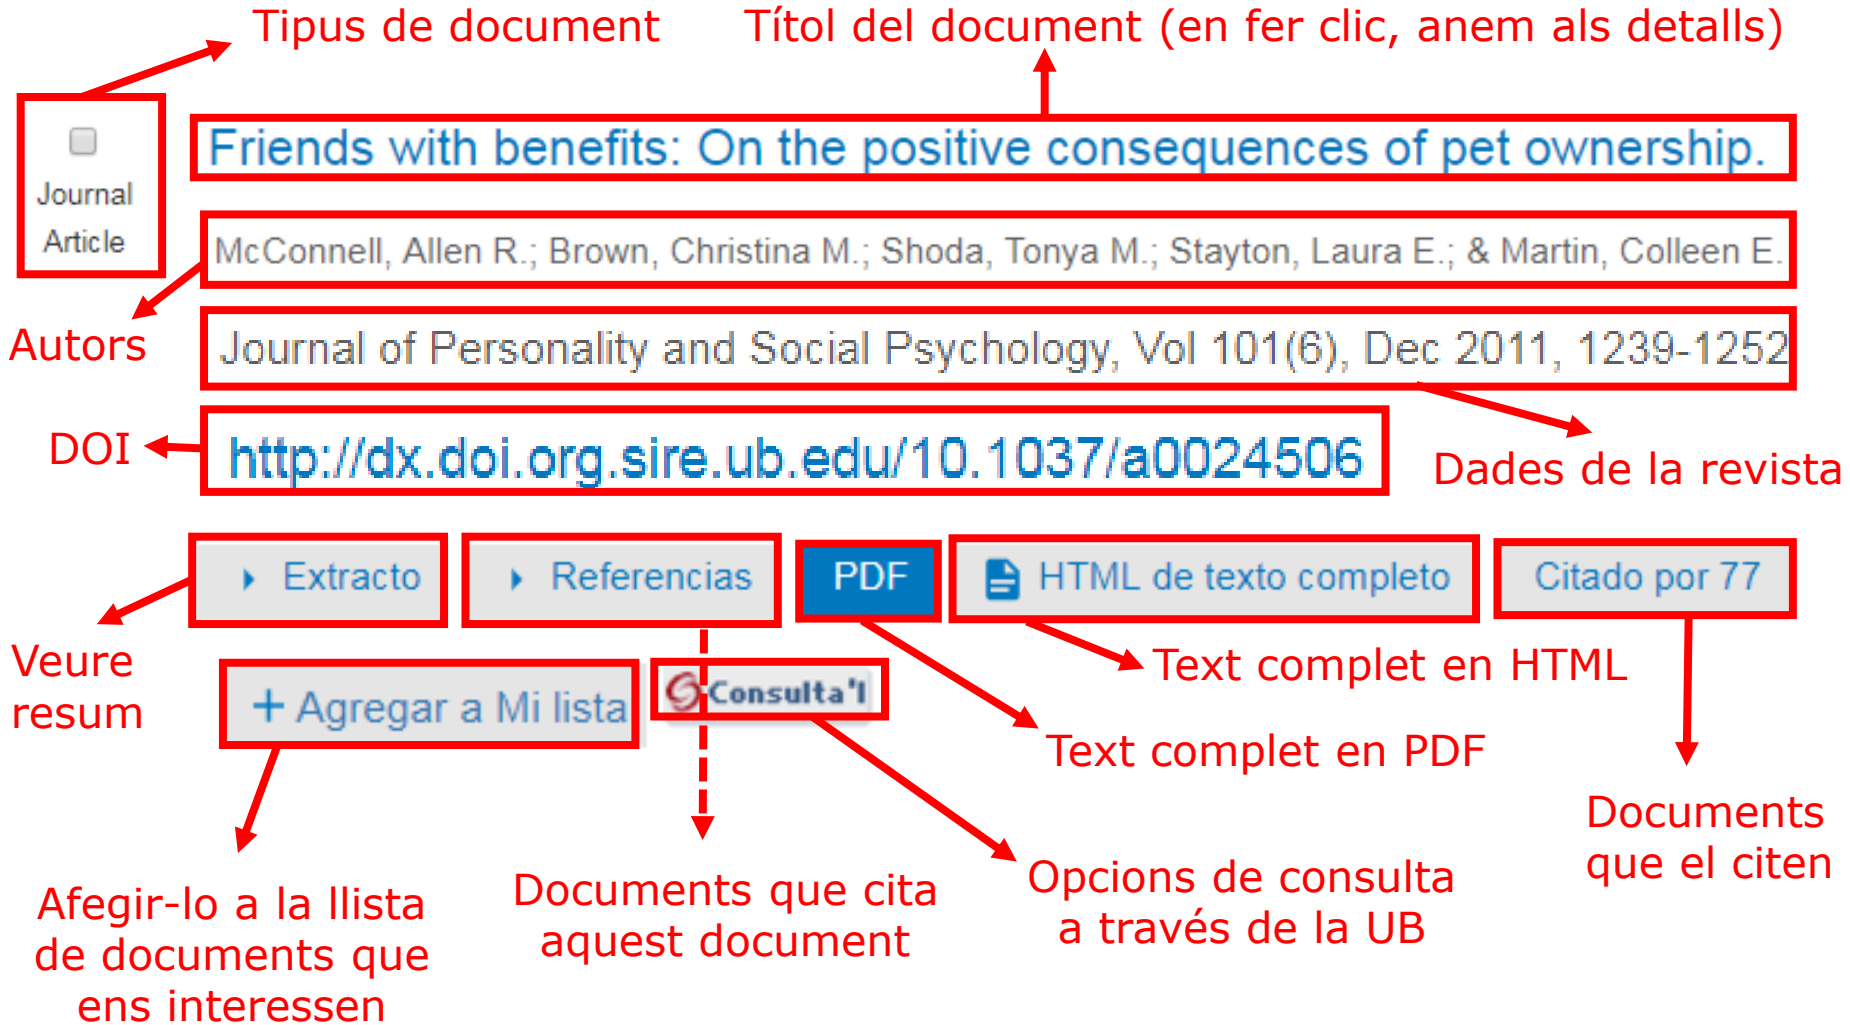 Tipus de document
Títol del document (en fer clic, anem als detalls)
Friends with benefits: On the positive consequences of pet ownership.
Journal
Article
McConnell, Allen R.; Brown, Christina M.; Shoda, Tonya M.; Stayton, Laura E.; & Martin, Colleen E.
Autors
Journal of Personality and Social Psychology, Vol 101(6), Dec 2011, 1239-1252
DOI
http://dx.doi.org.sire.ub.edu/10.1037/a0024506
Dades de la revista
Extracto
Referencias
PDF
HTML de texto completo
Citado por 77
Veure
resum
+ Agregar a Mi lista
Consulta'l
Text complet en HTML
Text complet en PDF
Documents
que el citen
Afegir-lo a la llista
de documents que
ens interessen
Documents que cita
aquest document
Opcions de consulta
a través de la UB